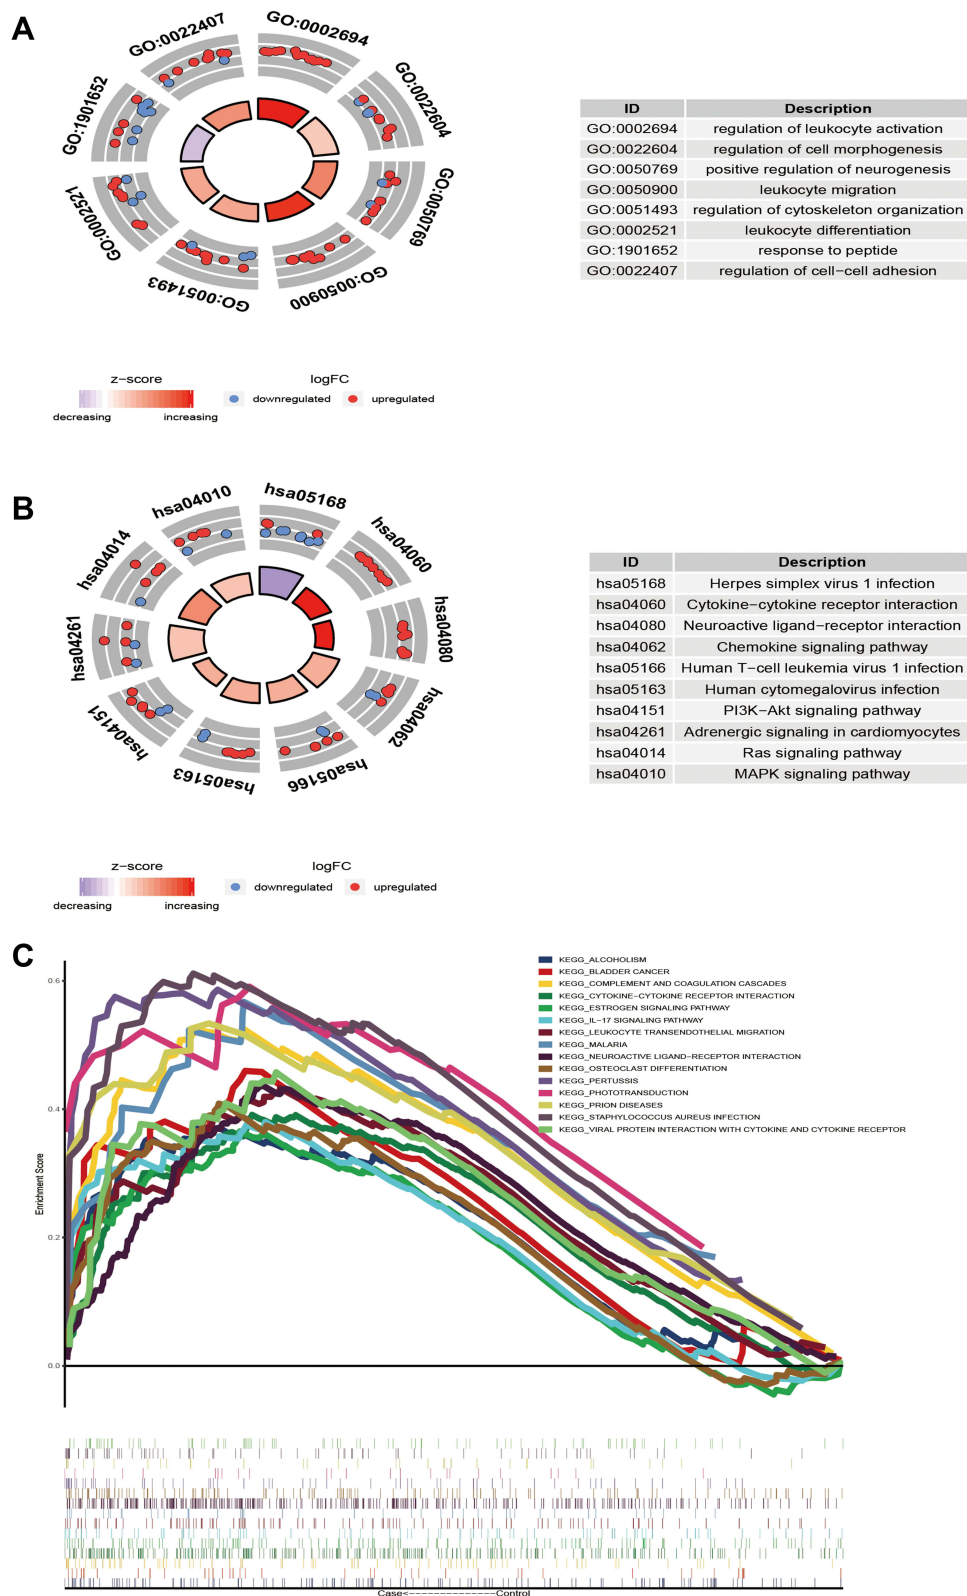 A
GO:0022407
GO:0002694
GO:1901652
GO:0022604
GO:0002521
GO:0050769
GO:0051493
GO:0050900
ID Description
GO:0002694 regulation of leukocyte activation
GO:0022604 regulation of cell morphogenesis
GO:0050769 positive regulation of neurogenesis
GO:0050900 leukocyte migration
GO:0051493 regulation of cytoskeleton organization
GO:0002521 leukocyte differentiation
GO:1901652 response to peptide
GO:0022407 regulation of cell−cell adhesion
z−score logFC
decreasing increasing downregulated upregulated
B
hsa04010
hsa05168
hsa04014
hsa04060
hsa04261
hsa04080
hsa04151
hsa04062
hsa05163
hsa05166
ID Description
hsa05168 Herpes simplex virus 1 infection
hsa04060 Cytokine−cytokine receptor interaction
hsa04080 Neuroactive ligand−receptor interaction
hsa04062 Chemokine signaling pathway
hsa05166 Human T−cell leukemia virus 1 infection
hsa05163 Human cytomegalovirus infection
hsa04151 PI3K−Akt signaling pathway
hsa04261 Adrenergic signaling in cardiomyocytes
hsa04014 Ras signaling pathway
hsa04010 MAPK signaling pathway
z−score logFC
decreasing increasing downregulated upregulated
C
0.6
0.4
0.2
0.0
Enrichment Score
KEGG_ALCOHOLISM
KEGG_BLADDER CANCER
KEGG_COMPLEMENT AND COAGULATION CASCADES
KEGG_CYTOKINE−CYTOKINE RECEPTOR INTERACTION
KEGG_ESTROGEN SIGNALING PATHWAY
KEGG_IL−17 SIGNALING PATHWAY
KEGG_LEUKOCYTE TRANSENDOTHELIAL MIGRATION
KEGG_MALARIA
KEGG_NEUROACTIVE LIGAND−RECEPTOR INTERACTION
KEGG_OSTEOCLAST DIFFERENTIATION
KEGG_PERTUSSIS
KEGG_PHOTOTRANSDUCTION
KEGG_PRION DISEASES
KEGG_STAPHYLOCOCCUS AUREUS INFECTION
KEGG_VIRAL PROTEIN INTERACTION WITH CYTOKINE AND CYTOKINE RECEPTOR
Case<−−−−−−−−−−−−−−Control